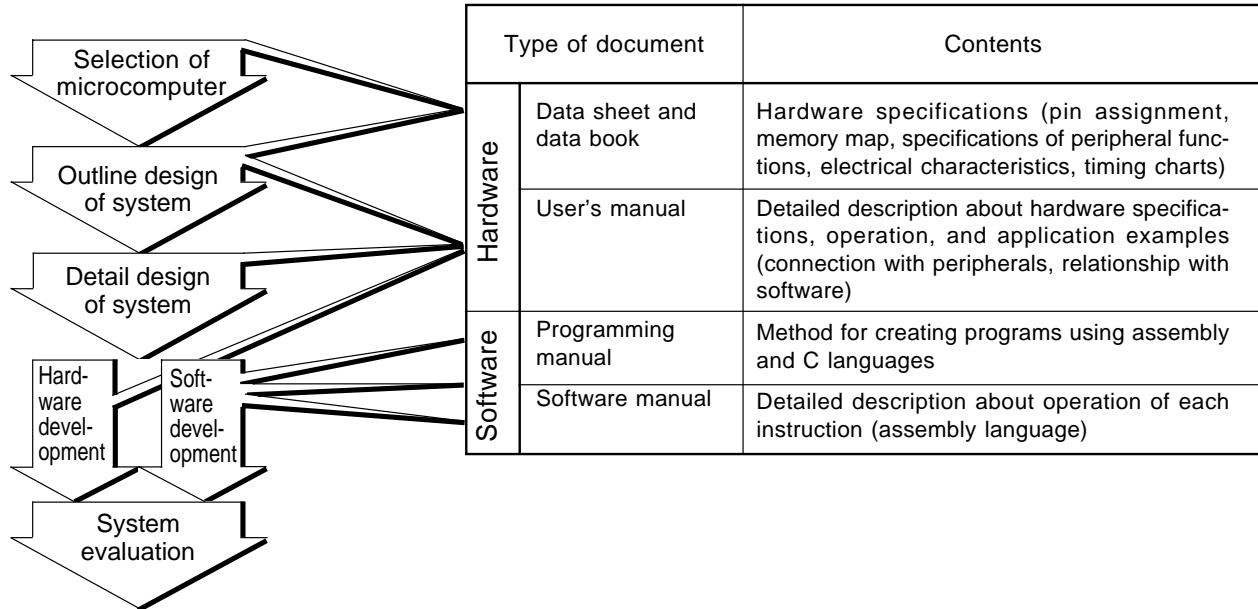 Selection of
microcomputer
Outline design
of system
Detail design
of system
Hard-
ware
devel-
opment
Soft-
ware
devel-
opment
System
evaluation
Type of document
Contents
Hardware
Data sheet and
data book
Hardware specifications (pin assignment,
memory map, specifications of peripheral func-
tions, electrical characteristics, timing charts)
User's manual
Detailed description about hardware specifica-
tions, operation, and application examples
(connection with peripherals, relationship with
software)
Software
Programming
manual
Method for creating programs using assembly
and C languages
Software manual
Detailed description about operation of each
instruction (assembly language)